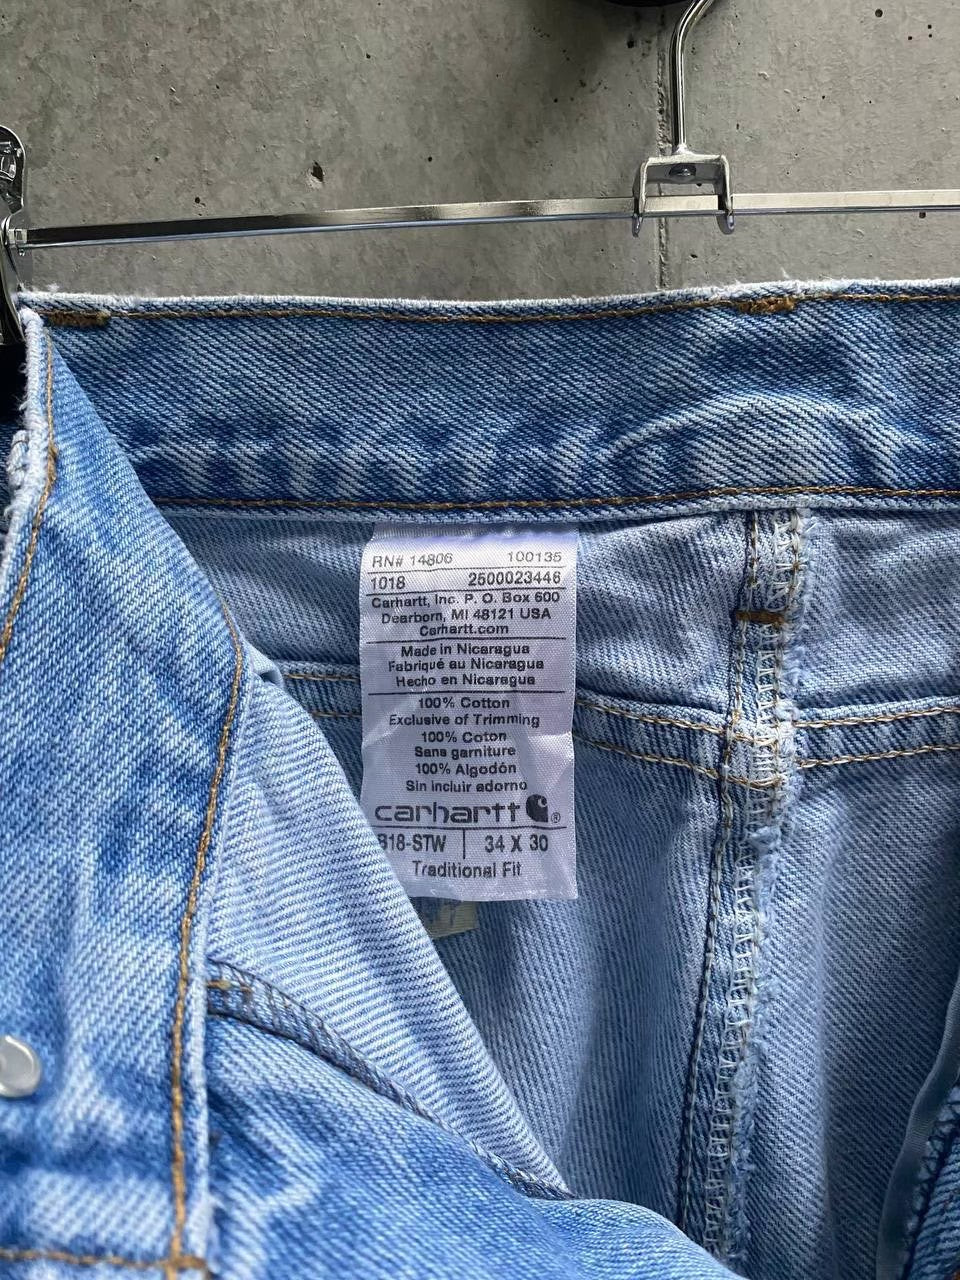 RN# 14806 100135
1018 2500023446
Carhartt, Inc. P. O. Box 600
Dearborn, MI 48121 USA
Carhartt.com
Made in Nicaragua
Fabriqué au Nicaragua
Hecho en Nicaragua
100% Cotton
Exclusive of Trimming
100% Coton
Sans garniture
100% Algodón
Sin incluir adorno
carhartt ®
B18-STW 34 X 30
Traditional Fit